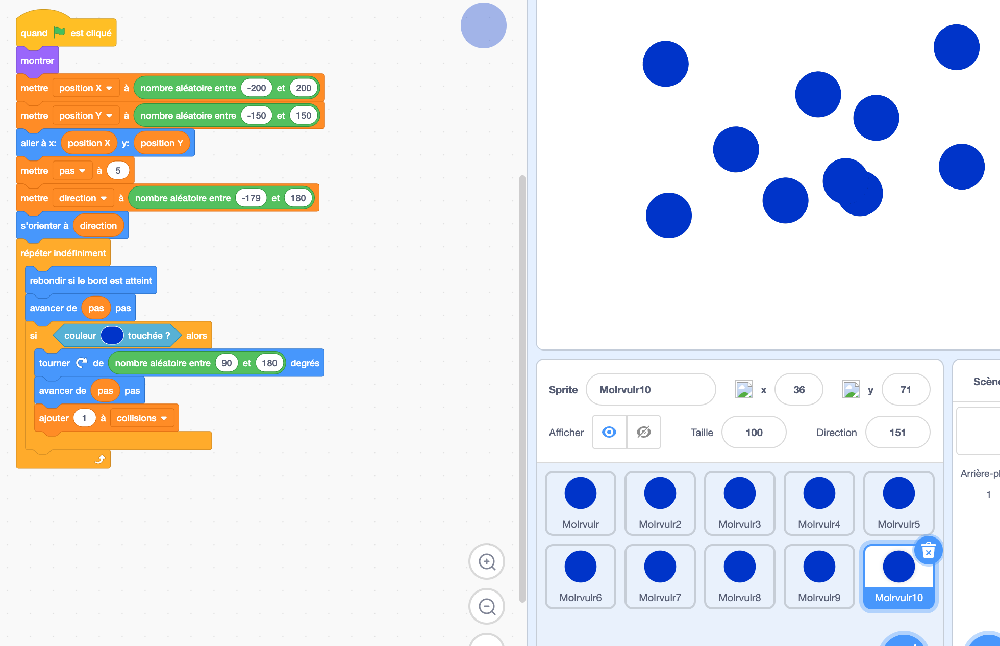 quand est cliqué
montrer
mettre position X à nombre aléatoire entre -200 et 200
mettre position Y à nombre aléatoire entre -150 et 150
aller à x: position X y: position Y
mettre pas à 5
mettre direction à nombre aléatoire entre -179 et 180
s'orienter à direction
répéter indéfiniment
rebondir si le bord est atteint
avancer de pas pas
si couleur touchée ? alors
tourner de nombre aléatoire entre 90 et 180 degrés
avancer de pas pas
ajouter 1 à collisions
Sprite Molrvulr10 x 36 y 71
Afficher Taille 100 Direction 151
Molrvulr Molrvulr2 Molrvulr3 Molrvulr4 Molrvulr5
Molrvulr6 Molrvulr7 Molrvulr8 Molrvulr9 Molrvulr10
Scène
Arrière-pl
1